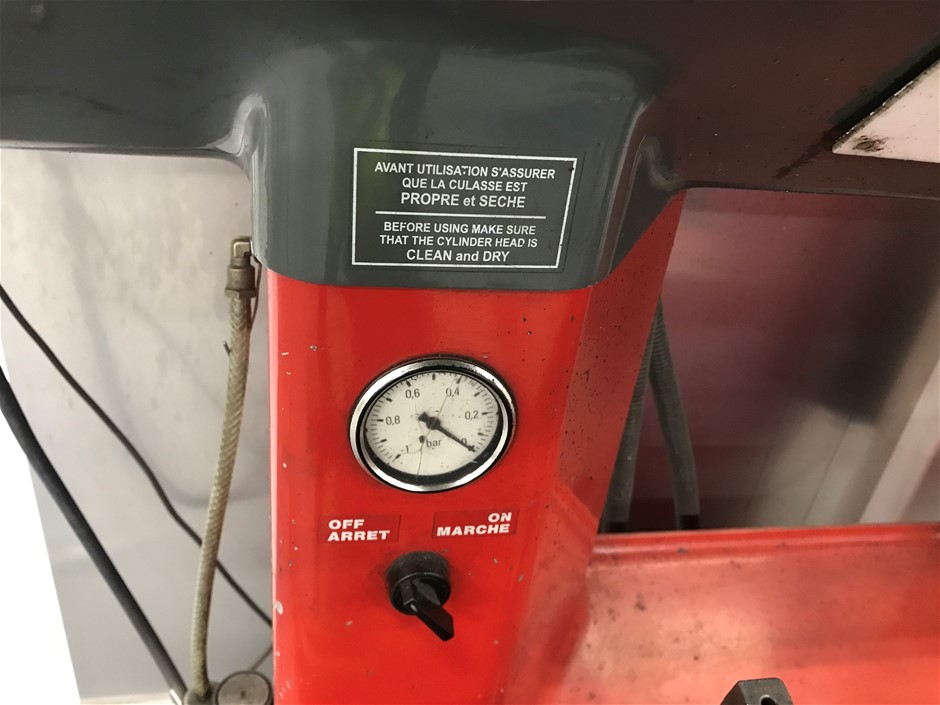 AVANT UTILISATION S'ASSURER
QUE LA CULASSE EST
PROPRE et SECHE
BEFORE USING MAKE SURE
THAT THE CYLINDER HEAD IS
CLEAN and DRY
0,6 0,4
0,8 0,2
1 bar 0
OFF
ARRET
ON
MARCHE